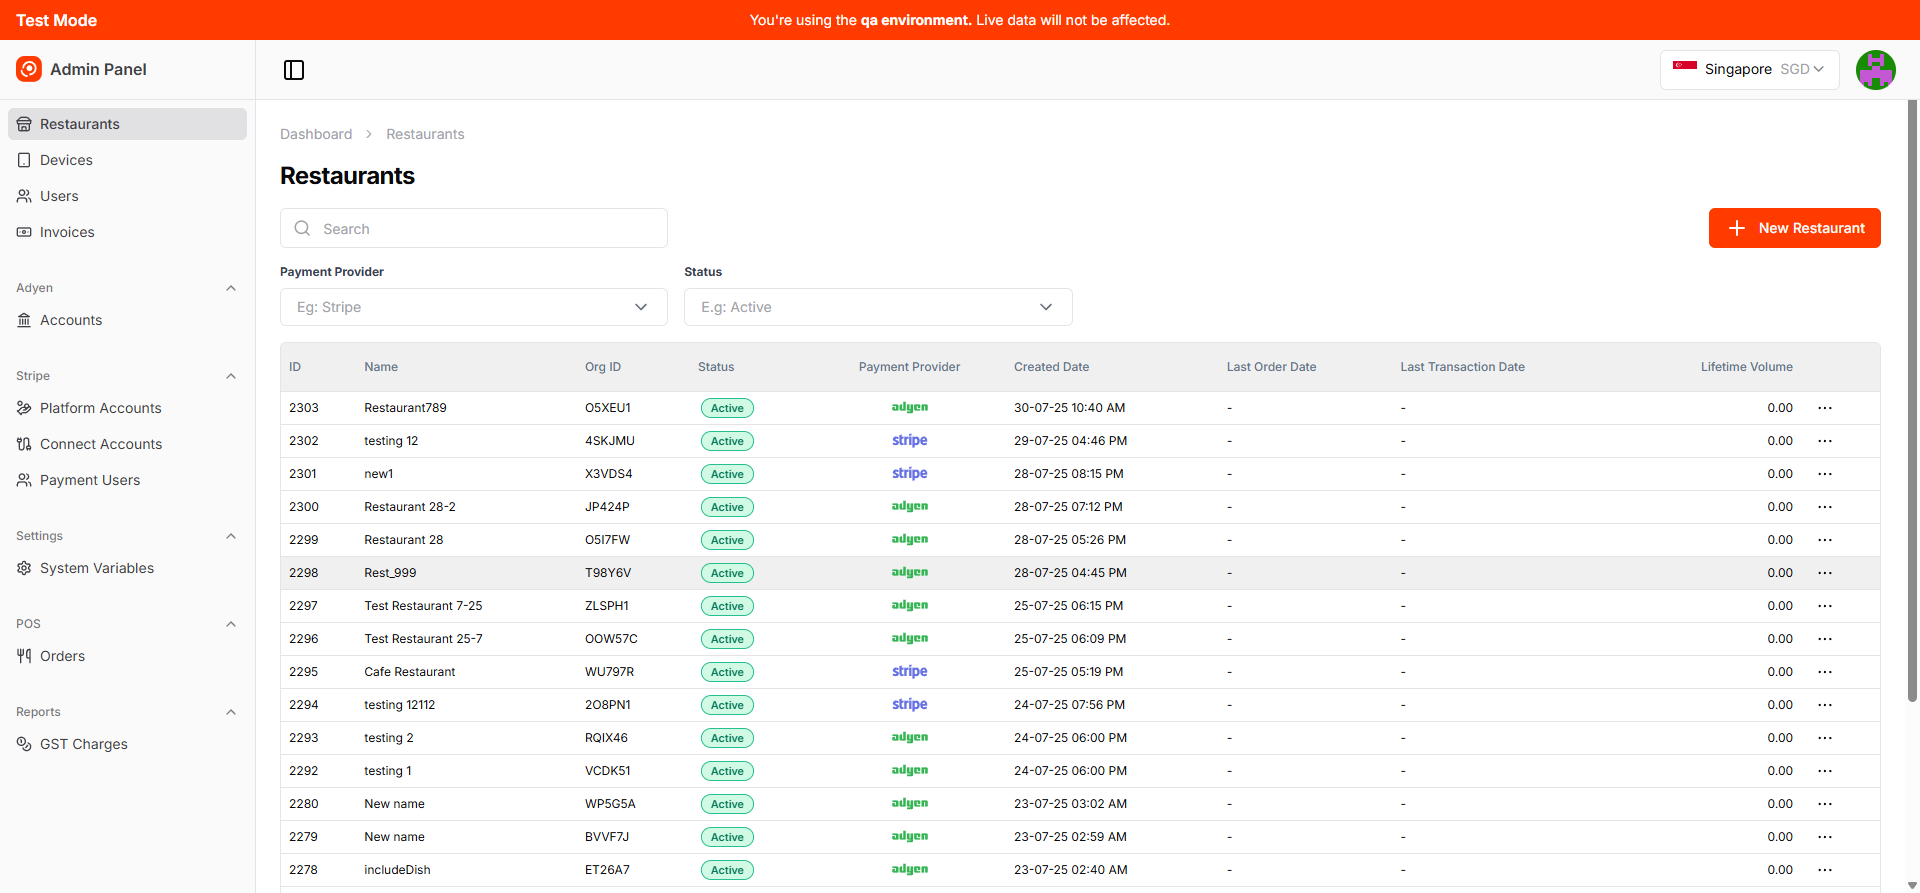 Test Mode
You're using the qa environment. Live data will not be affected.
Admin Panel
Singapore SGD
Restaurants
Devices
Users
Invoices
Adyen
Accounts
Stripe
Platform Accounts
Connect Accounts
Payment Users
Settings
System Variables
POS
Orders
Reports
GST Charges
Dashboard > Restaurants
Restaurants
Search
New Restaurant
Payment Provider Status
Eg: Stripe E.g: Active
ID Name Org ID Status Payment Provider Created Date Last Order Date Last Transaction Date Lifetime Volume
2303 Restaurant789 O5XEU1 Active adyen 30-07-25 10:40 AM - - 0.00 ...
2302 testing 12 4SKJMU Active stripe 29-07-25 04:46 PM - - 0.00 ...
2301 new1 X3VDS4 Active stripe 28-07-25 08:15 PM - - 0.00 ...
2300 Restaurant 28-2 JP424P Active adyen 28-07-25 07:12 PM - - 0.00 ...
2299 Restaurant 28 O5I7FW Active adyen 28-07-25 05:26 PM - - 0.00 ...
2298 Rest_999 T98Y6V Active adyen 28-07-25 04:45 PM - - 0.00 ...
2297 Test Restaurant 7-25 ZLSPH1 Active adyen 25-07-25 06:15 PM - - 0.00 ...
2296 Test Restaurant 25-7 OOW57C Active adyen 25-07-25 06:09 PM - - 0.00 ...
2295 Cafe Restaurant WU797R Active stripe 25-07-25 05:19 PM - - 0.00 ...
2294 testing 12112 2O8PN1 Active stripe 24-07-25 07:56 PM - - 0.00 ...
2293 testing 2 RQIX46 Active adyen 24-07-25 06:00 PM - - 0.00 ...
2292 testing 1 VCDK51 Active adyen 24-07-25 06:00 PM - - 0.00 ...
2280 New name WP5G5A Active adyen 23-07-25 03:02 AM - - 0.00 ...
2279 New name BVVF7J Active adyen 23-07-25 02:59 AM - - 0.00 ...
2278 includeDish ET26A7 Active adyen 23-07-25 02:40 AM - - 0.00 ...